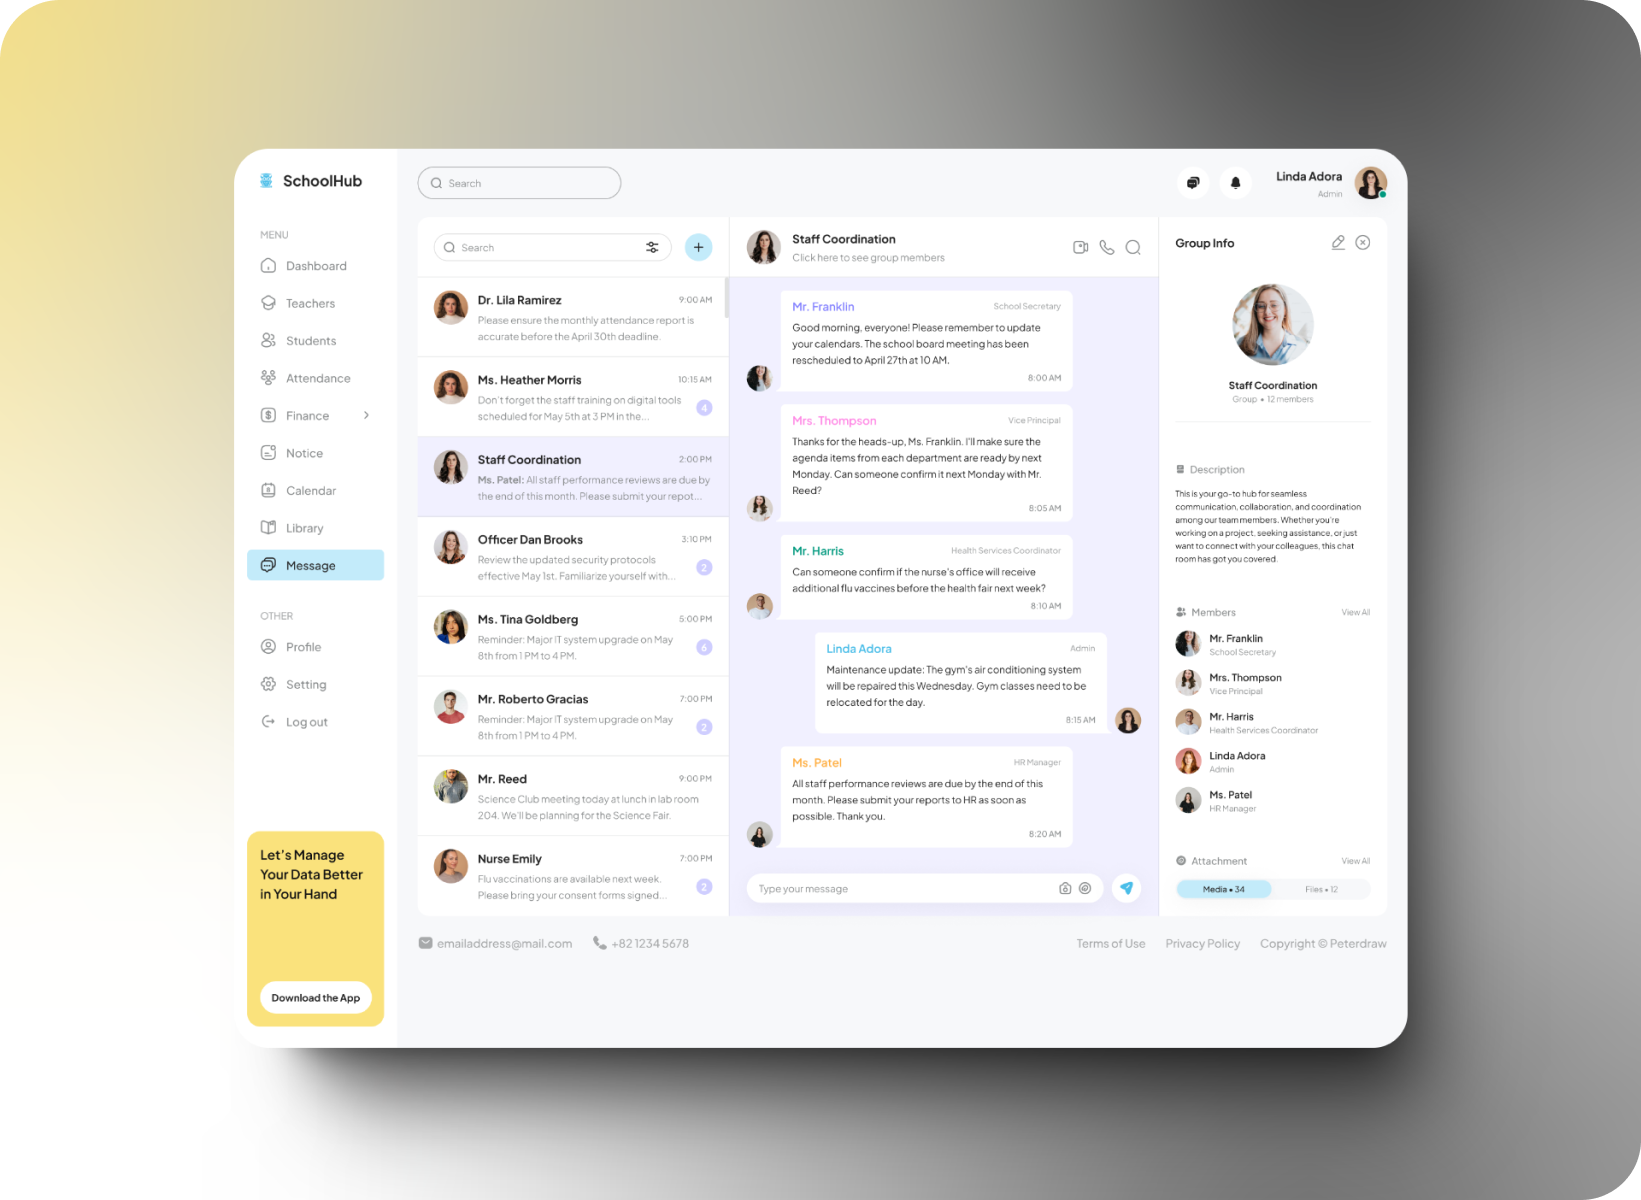 SchoolHub
MENU
Dashboard
Teachers
Students
Attendance
Finance
Notice
Calendar
Library
Message
OTHER
Profile
Setting
Log out
Let's Manage
Your Data Better
in Your Hand
Download the App
Search
Linda Adora
Admin
Search
Dr. Lila Ramirez
9:00 AM
Please ensure the monthly attendance report is
accurate before the April 30th deadline.
Ms. Heather Morris
10:15 AM
Don't forget the staff training on digital tools
scheduled for May 5th at 3 PM in the...
4
Staff Coordination
2:00 PM
Ms. Patel: All staff performance reviews are due by
the end of this month. Please submit your repot...
Officer Dan Brooks
3:10 PM
Review the updated security protocols
effective May 1st. Familiarize yourself with...
2
Ms. Tina Goldberg
5:00 PM
Reminder: Major IT system upgrade on May
8th from 1 PM to 4 PM.
6
Mr. Roberto Gracias
7:00 PM
Reminder: Major IT system upgrade on May
8th from 1 PM to 4 PM.
2
Mr. Reed
9:00 PM
Science Club meeting today at lunch in lab room
204. We'll be planning for the Science Fair.
Nurse Emily
7:00 PM
Flu vaccinations are available next week.
Please bring your consent forms signed...
2
Staff Coordination
Click here to see group members
Mr. Franklin
School Secretary
Good morning, everyone! Please remember to update
your calendars. The school board meeting has been
rescheduled to April 27th at 10 AM.
8:00 AM
Mrs. Thompson
Vice Principal
Thanks for the heads-up, Ms. Franklin. I'll make sure the
agenda items from each department are ready by next
Monday. Can someone confirm it next Monday with Mr.
Reed?
8:05 AM
Mr. Harris
Health Services Coordinator
Can someone confirm if the nurse's office will receive
additional flu vaccines before the health fair next week?
8:10 AM
Linda Adora
Admin
Maintenance update: The gym's air conditioning system
will be repaired this Wednesday. Gym classes need to be
relocated for the day.
8:15 AM
Ms. Patel
HR Manager
All staff performance reviews are due by the end of this
month. Please submit your reports to HR as soon as
possible. Thank you.
8:20 AM
Type your message
Group Info
Staff Coordination
Group • 12 members
Description
This is your go-to hub for seamless
communication, collaboration, and coordination
among our team members. Whether you're
working on a project, seeking assistance, or just
want to connect with your colleagues, this chat
room has got you covered.
Members
View All
Mr. Franklin
School Secretary
Mrs. Thompson
Vice Principal
Mr. Harris
Health Services Coordinator
Linda Adora
Admin
Ms. Patel
HR Manager
Attachment
View All
Media • 34
Files • 12
emailaddress@mail.com
+82 1234 5678
Terms of Use
Privacy Policy
Copyright © Peterdraw